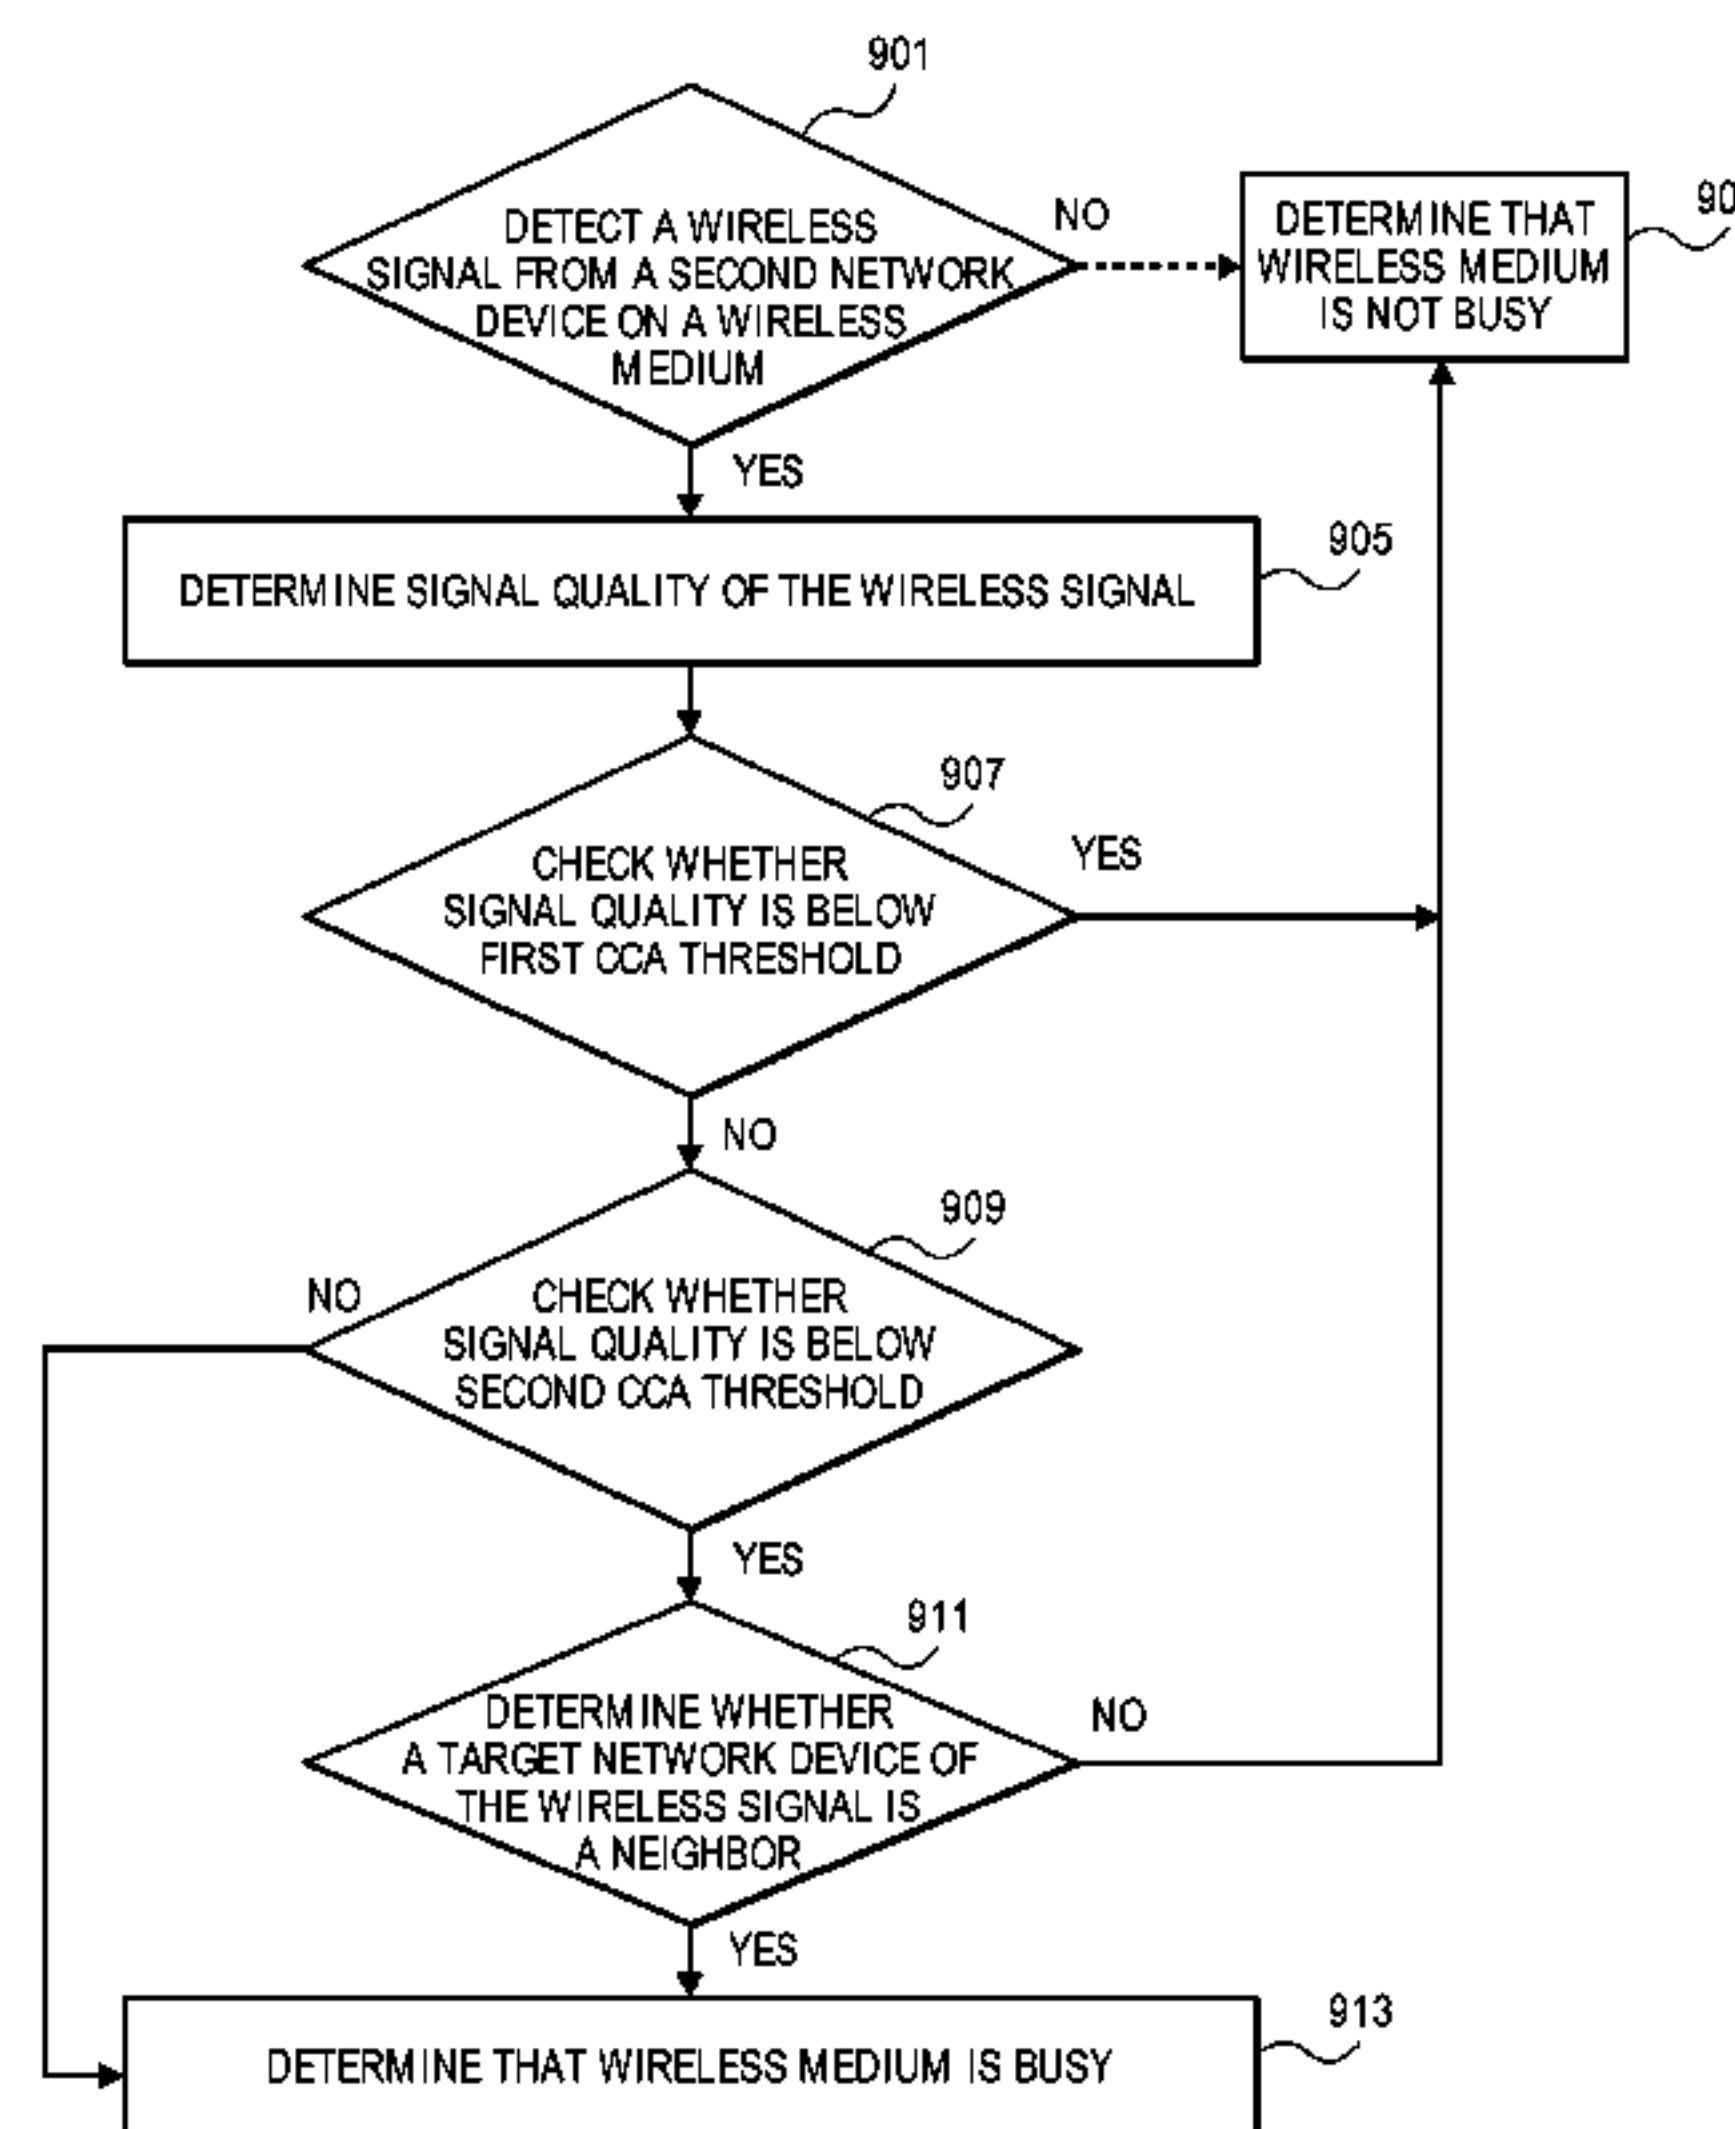 901
DETECT A WIRELESS
SIGNAL FROM A SECOND NETWORK
DEVICE ON A WIRELESS
MEDIUM
NO
DETERMINE THAT
WIRELESS MEDIUM
IS NOT BUSY
90
YES
DETERMINE SIGNAL QUALITY OF THE WIRELESS SIGNAL
905
907
CHECK WHETHER
SIGNAL QUALITY IS BELOW
FIRST CCA THRESHOLD
YES
NO
909
NO
CHECK WHETHER
SIGNAL QUALITY IS BELOW
SECOND CCA THRESHOLD
YES
911
DETERMINE WHETHER
A TARGET NETWORK DEVICE OF
THE WIRELESS SIGNAL IS
A NEIGHBOR
NO
YES
913
DETERMINE THAT WIRELESS MEDIUM IS BUSY